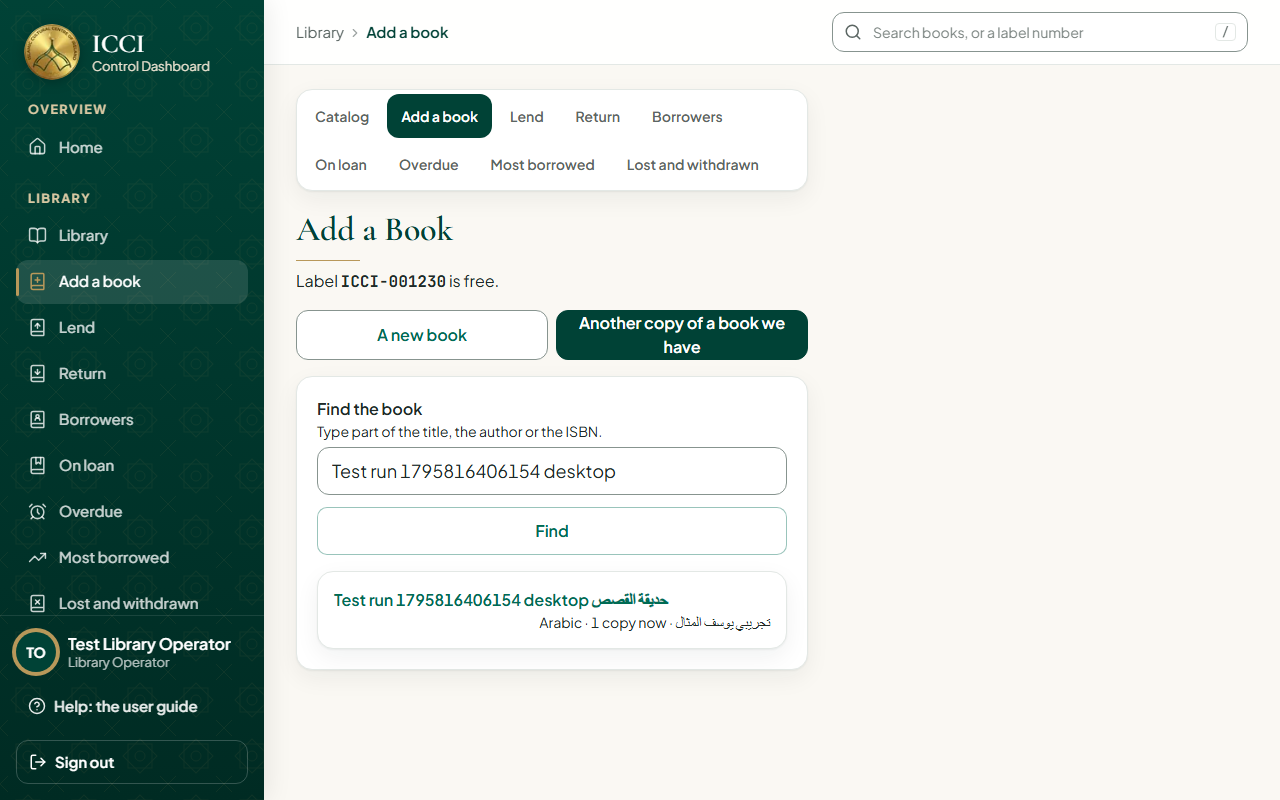 ICCI
Control Dashboard
OVERVIEW
Home
LIBRARY
Library
Add a book
Lend
Return
Borrowers
On loan
Overdue
Most borrowed
Lost and withdrawn
TO
Test Library Operator
Library Operator
Help: the user guide
Sign out
Library > Add a book
Search books, or a label number
/
Catalog Add a book Lend Return Borrowers
On loan Overdue Most borrowed Lost and withdrawn
Add a Book
Label ICCI-001230 is free.
A new book
Another copy of a book we
have
Find the book
Type part of the title, the author or the ISBN.
Test run 1795816406154 desktop
Find
Test run 1795816406154 desktop حديقة القصص
تجريبي يوسف المثال · Arabic · 1 copy now